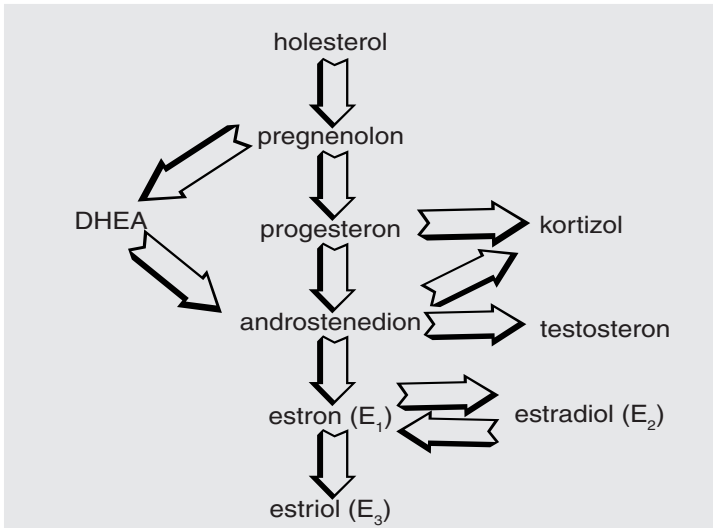 holesterol
pregnenolon
DHEA
progesteron
kortizol
androstenedion
testosteron
estron (E₁)
estradiol (E₂)
estriol (E₃)